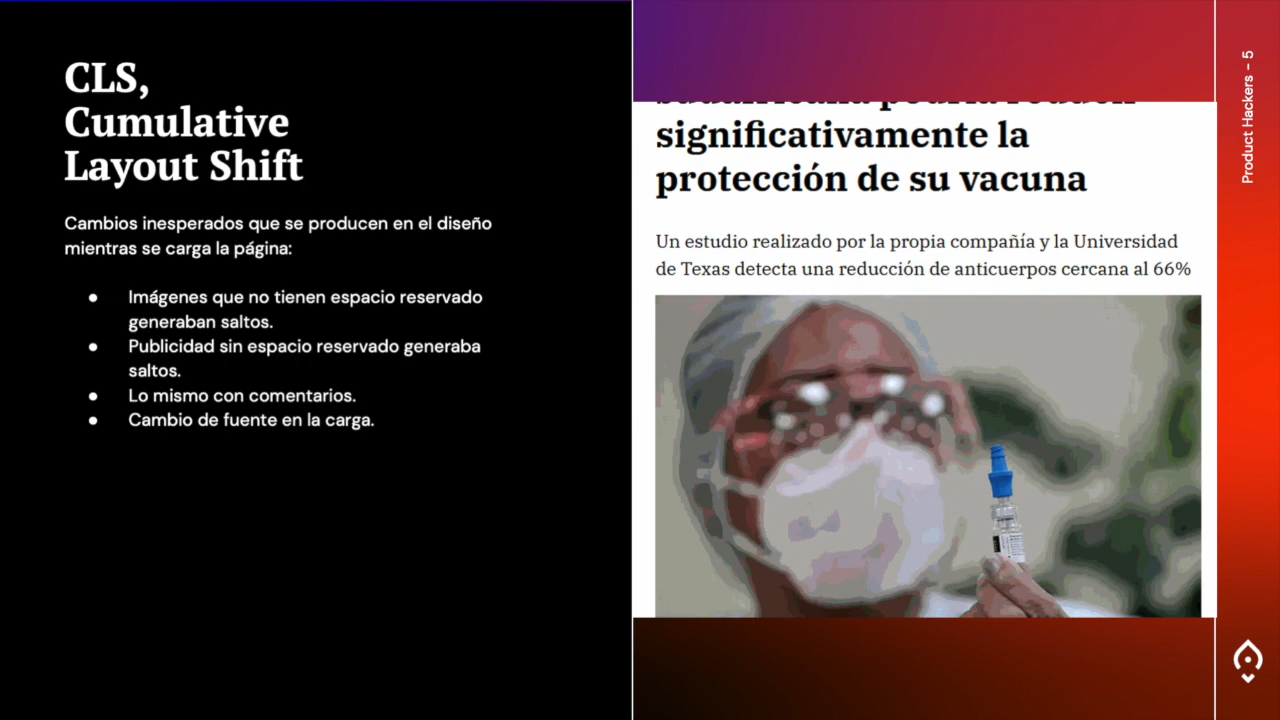 CLS,
Cumulative
Layout Shift
Cambios inesperados que se producen en el diseño
mientras se carga la página:
● Imágenes que no tienen espacio reservado
generaban saltos.
● Publicidad sin espacio reservado generaba
saltos.
● Lo mismo con comentarios.
● Cambio de fuente en la carga.
significativamente la
protección de su vacuna
Un estudio realizado por la propia compañía y la Universidad
de Texas detecta una reducción de anticuerpos cercana al 66%
Product Hackers - 5